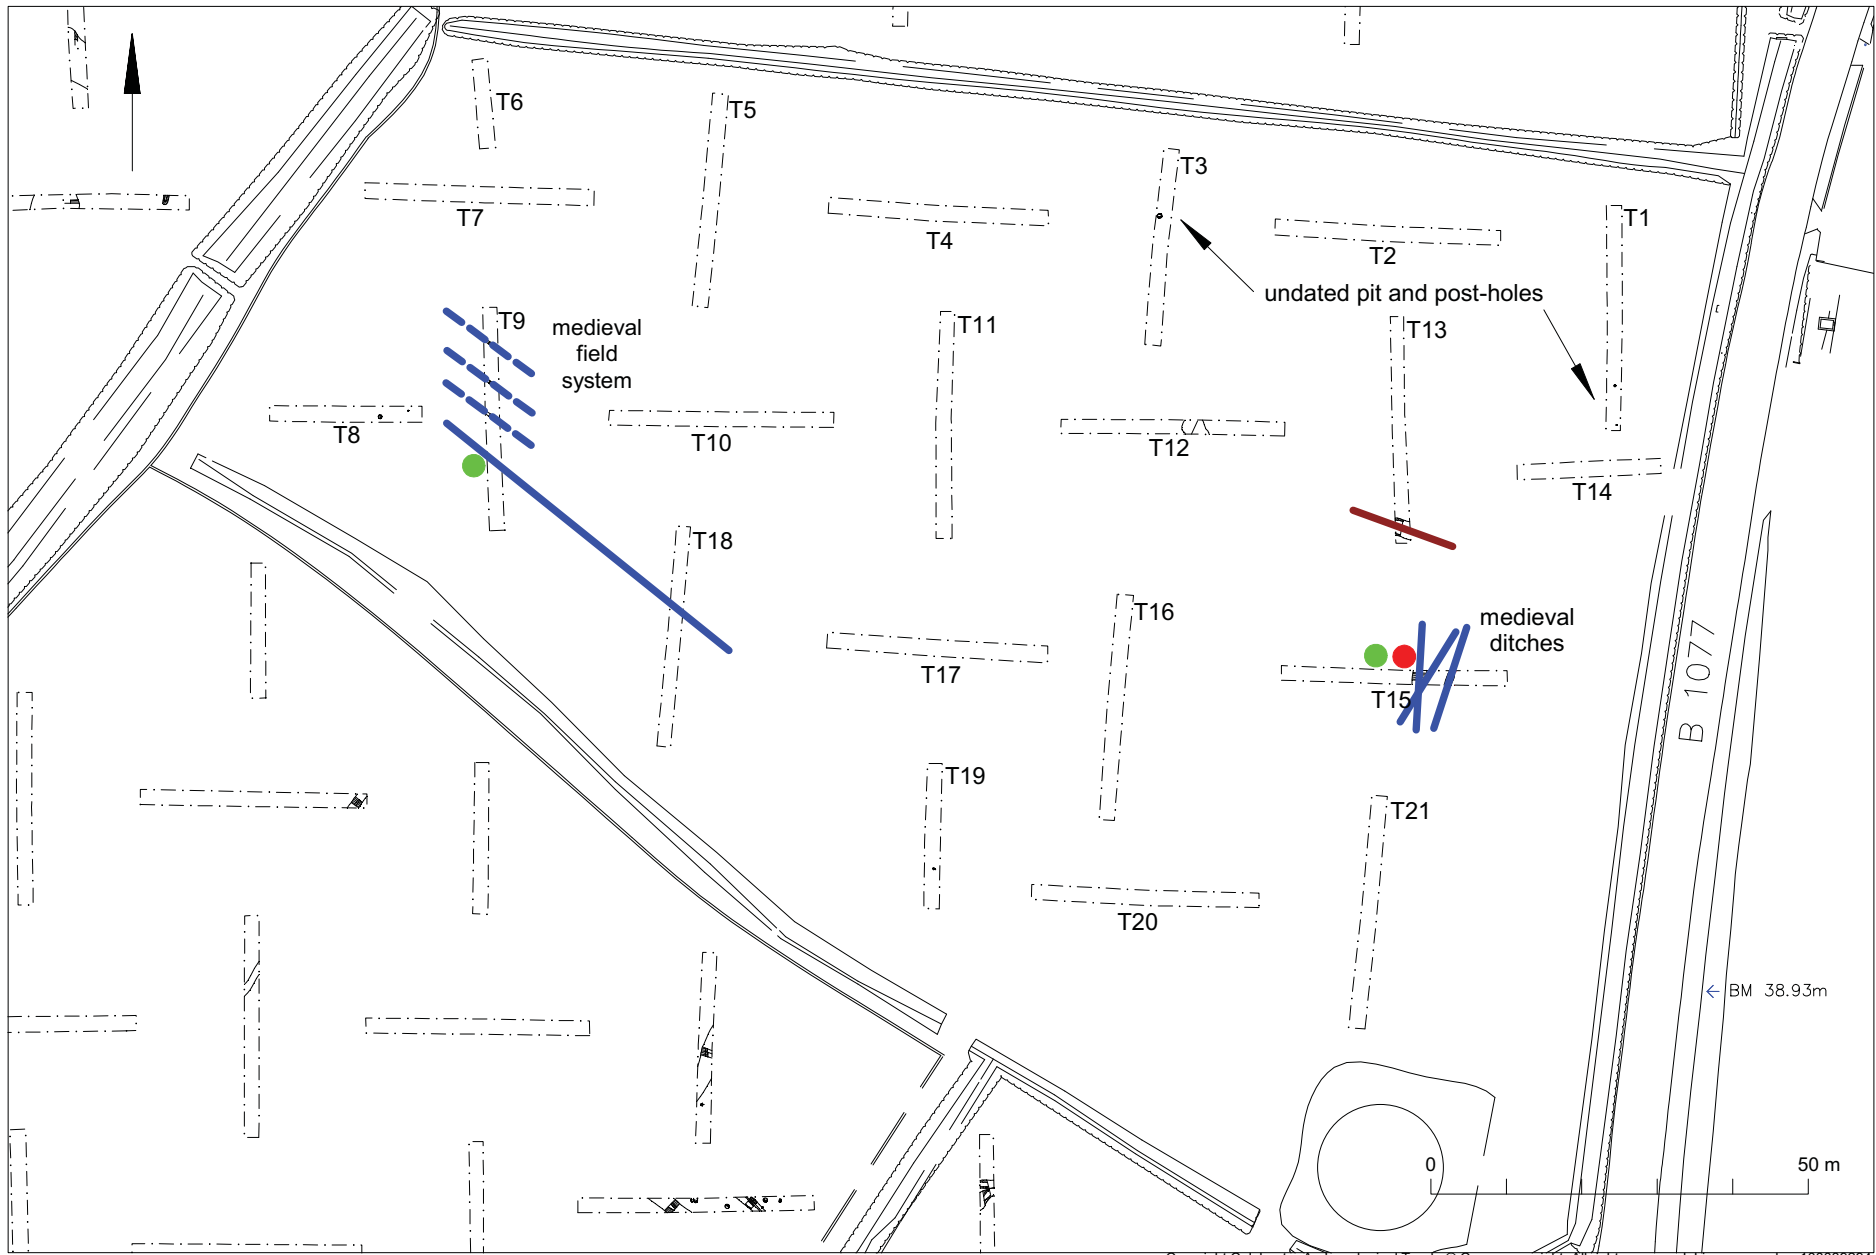 T6
T5
T3
T7
T4
T2
T1
undated pit and post-holes
T9
medieval
field
system
T11
T13
T8
T10
T12
T14
T18
T16
medieval
ditches
T17
T15
B 1077
T19
T21
T20
BM 38.93m
0
50 m